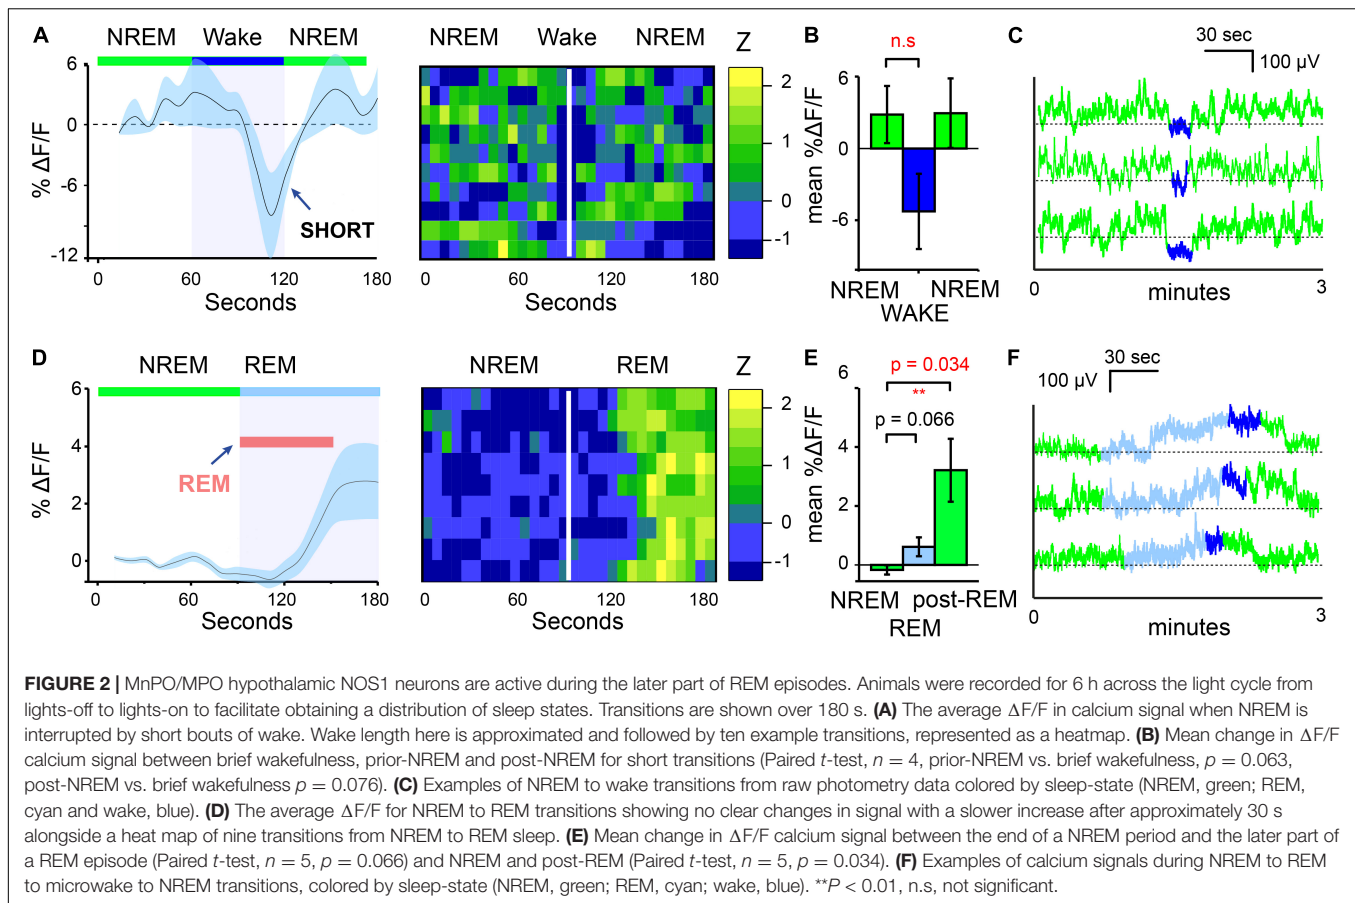 A
NREM Wake NREM
6
0
-6
-12
% ΔF/F
SHORT
0 60 120 180
Seconds
NREM Wake NREM
Z
2
1
0
-1
0 60 120 180
Seconds
B
n.s
6
0
-6
mean %ΔF/F
NREM NREM
WAKE
C
30 sec
100 µV
0 3
minutes
D
NREM REM
6
4
2
0
% ΔF/F
REM
0 60 120 180
Seconds
NREM REM
Z
2
1
0
-1
0 60 120 180
Seconds
E
p = 0.034
**
p = 0.066
6
4
2
0
mean %ΔF/F
NREM post-REM
REM
F
30 sec
100 µV
0 3
minutes
FIGURE 2 | MnPO/MPO hypothalamic NOS1 neurons are active during the later part of REM episodes. Animals were recorded for 6 h across the light cycle from
lights-off to lights-on to facilitate obtaining a distribution of sleep states. Transitions are shown over 180 s. (A) The average ΔF/F in calcium signal when NREM is
interrupted by short bouts of wake. Wake length here is approximated and followed by ten example transitions, represented as a heatmap. (B) Mean change in ΔF/F
calcium signal between brief wakefulness, prior-NREM and post-NREM for short transitions (Paired t-test, n = 4, prior-NREM vs. brief wakefulness, p = 0.063,
post-NREM vs. brief wakefulness p = 0.076). (C) Examples of NREM to wake transitions from raw photometry data colored by sleep-state (NREM, green; REM,
cyan and wake, blue). (D) The average ΔF/F for NREM to REM transitions showing no clear changes in signal with a slower increase after approximately 30 s
alongside a heat map of nine transitions from NREM to REM sleep. (E) Mean change in ΔF/F calcium signal between the end of a NREM period and the later part of
a REM episode (Paired t-test, n = 5, p = 0.066) and NREM and post-REM (Paired t-test, n = 5, p = 0.034). (F) Examples of calcium signals during NREM to REM
to microwake to NREM transitions, colored by sleep-state (NREM, green; REM, cyan; wake, blue). **P < 0.01, n.s, not significant.